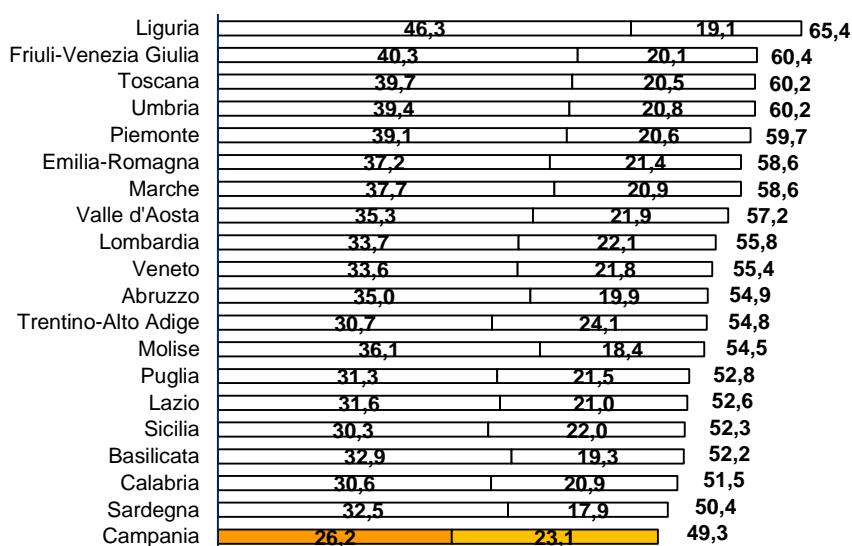 Liguria 46,3 19,1 65,4
Friuli-Venezia Giulia 40,3 20,1 60,4
Toscana 39,7 20,5 60,2
Umbria 39,4 20,8 60,2
Piemonte 39,1 20,6 59,7
Emilia-Romagna 37,2 21,4 58,6
Marche 37,7 20,9 58,6
Valle d'Aosta 35,3 21,9 57,2
Lombardia 33,7 22,1 55,8
Veneto 33,6 21,8 55,4
Abruzzo 35,0 19,9 54,9
Trentino-Alto Adige 30,7 24,1 54,8
Molise 36,1 18,4 54,5
Puglia 31,3 21,5 52,8
Lazio 31,6 21,0 52,6
Sicilia 30,3 22,0 52,3
Basilicata 32,9 19,3 52,2
Calabria 30,6 20,9 51,5
Sardegna 32,5 17,9 50,4
Campania 26,2 23,1 49,3